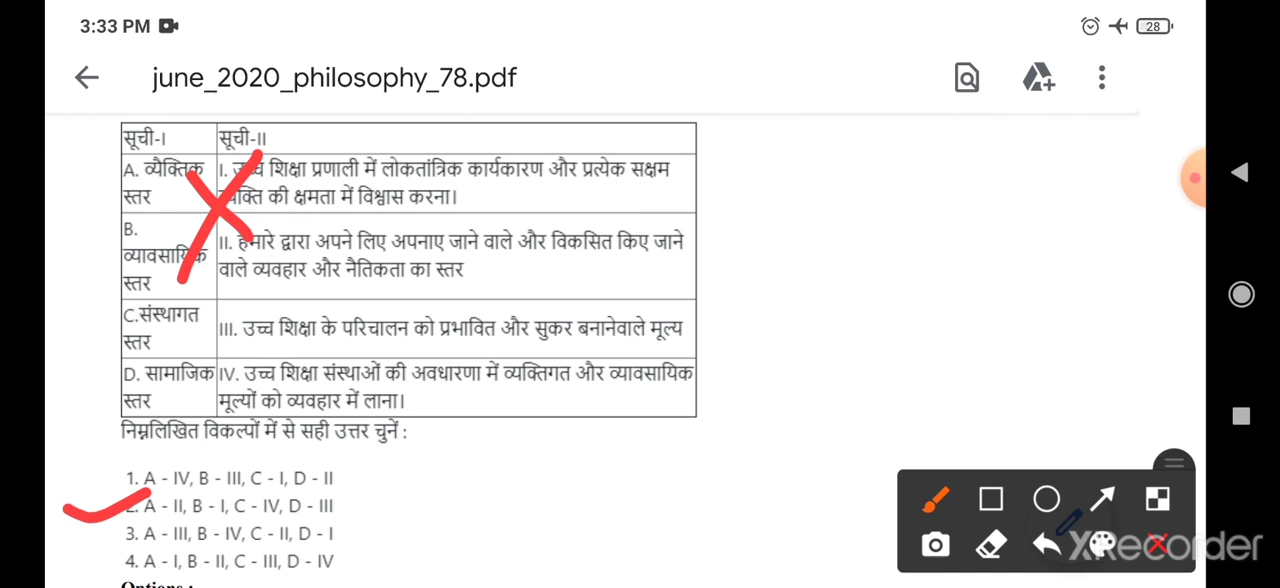 3:33 PM
28
june_2020_philosophy_78.pdf
सूची-I सूची-II
A. व्यैक्तिक I. उच्च शिक्षा प्रणाली में लोकतांत्रिक कार्यकारण और प्रत्येक सक्षम
स्तर व्यक्ति की क्षमता में विश्वास करना।
B.
व्यावसायिक II. हमारे द्वारा अपने लिए अपनाए जाने वाले और विकसित किए जाने
स्तर वाले व्यवहार और नैतिकता का स्तर
C.संस्थागत
स्तर III. उच्च शिक्षा के परिचालन को प्रभावित और सुकर बनानेवाले मूल्य
D. सामाजिक IV. उच्च शिक्षा संस्थाओं की अवधारणा में व्यक्तिगत और व्यावसायिक
स्तर मूल्यों को व्यवहार में लाना।
निम्नलिखित विकल्पों में से सही उत्तर चुनें :
1. A - IV, B - III, C - I, D - II
2. A - II, B - I, C - IV, D - III
3. A - III, B - IV, C - II, D - I
4. A - I, B - II, C - III, D - IV
Options :
XRecorder